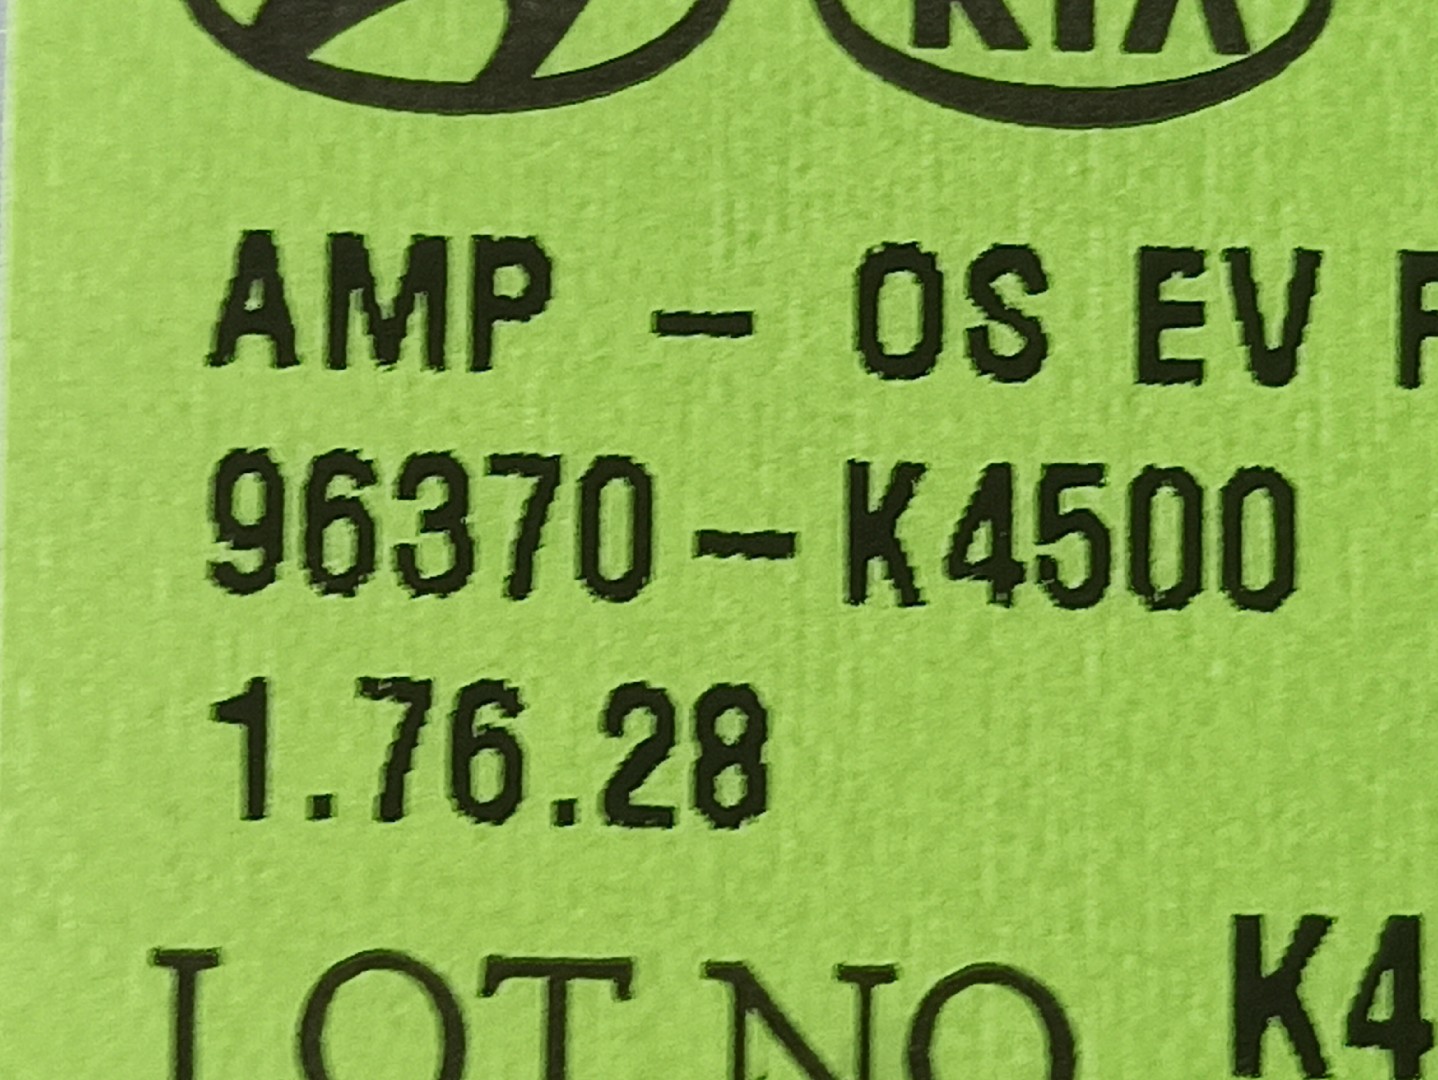 KIA
AMP - OS EV
96370-K4500
1.76.28
LOT NO K4